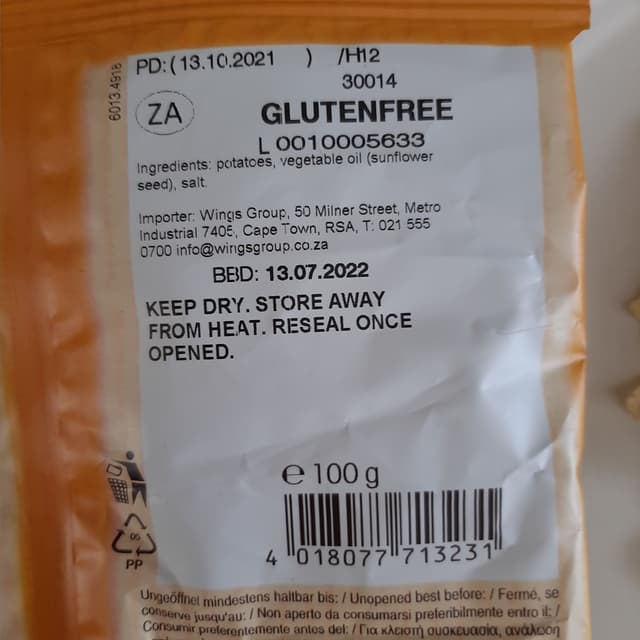 PD: ( 13.10.2021 ) /H12
30014
6013.4918
ZA
GLUTENFREE
L 0010005633
Ingredients: potatoes, vegetable oil (sunflower
seed), salt.
Importer: Wings Group, 50 Milner Street, Metro
Industrial 7405, Cape Town, RSA, T: 021 555
0700 info@wingsgroup.co.za
BBD: 13.07.2022
KEEP DRY. STORE AWAY
FROM HEAT. RESEAL ONCE
OPENED.
e 100 g
05
PP
4 018077 713231
Ungeöffnet mindestens haltbar bis: / Unopened best before: / Fermé, se
conserve jusqu'au: / Non aperto da consumarsi preferibilmente entro il: /
Consumir preferentemente antes del: / Για κλειστή συσκευασία, ανάλωση